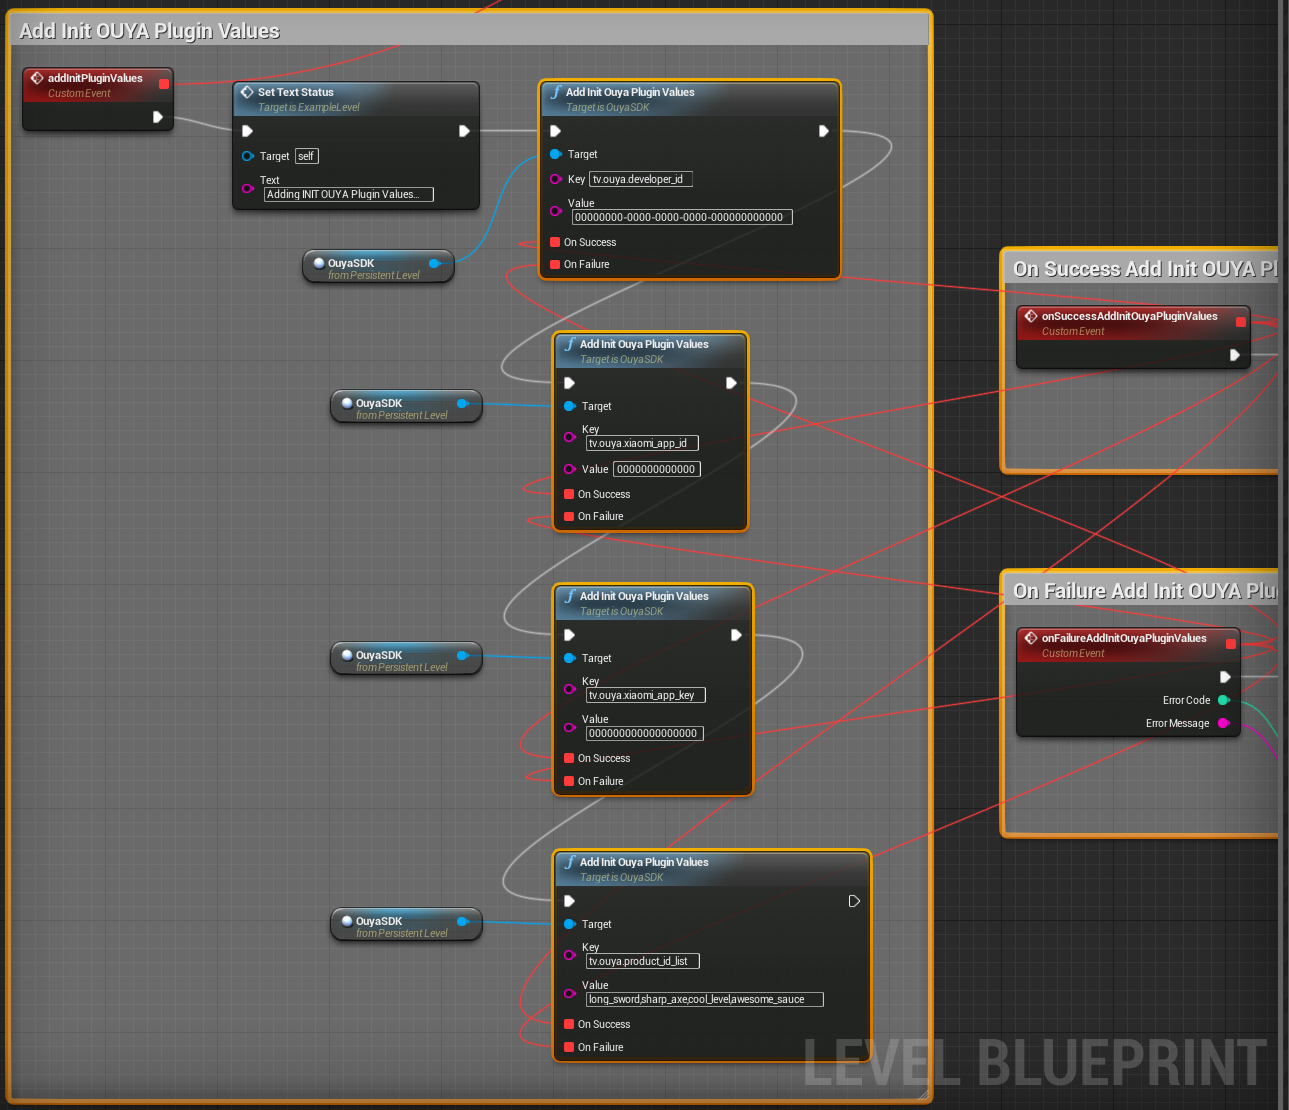 Add Init OUYA Plugin Values
addInitPluginValues
Custom Event
Set Text Status
Target is ExampleLevel
Target self
Text
Adding INIT OUYA Plugin Values...
OuyaSDK
from Persistent Level
Add Init Ouya Plugin Values
Target is OuyaSDK
Target
Key tv.ouya.developer_id
Value
00000000-0000-0000-0000-000000000000
On Success
On Failure
OuyaSDK
from Persistent Level
Add Init Ouya Plugin Values
Target is OuyaSDK
Target
Key
tv.ouya.xiaomi_app_id
Value 0000000000000
On Success
On Failure
OuyaSDK
from Persistent Level
Add Init Ouya Plugin Values
Target is OuyaSDK
Target
Key
tv.ouya.xiaomi_app_key
Value
000000000000000000
On Success
On Failure
OuyaSDK
from Persistent Level
Add Init Ouya Plugin Values
Target is OuyaSDK
Target
Key
tv.ouya.product_id_list
Value
long_sword,sharp_axe,cool_level,awesome_sauce
On Success
On Failure
On Success Add Init OUYA Pl
onSuccessAddInitOuyaPluginValues
Custom Event
On Failure Add Init OUYA Plu
onFailureAddInitOuyaPluginValues
Custom Event
Error Code
Error Message
LEVEL BLUEPRINT